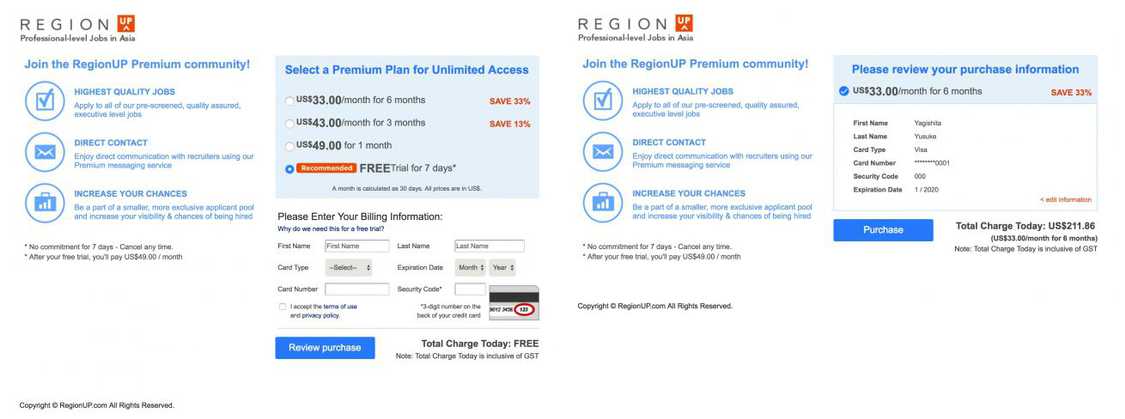 REGION UP
Professional-level Jobs in Asia
Join the RegionUP Premium community!
HIGHEST QUALITY JOBS
Apply to all of our pre-screened, quality assured,
executive level jobs
DIRECT CONTACT
Enjoy direct communication with recruiters using our
Premium messaging service
INCREASE YOUR CHANCES
Be a part of a smaller, more exclusive applicant pool
and increase your visibility & chances of being hired
* No commitment for 7 days - Cancel any time.
* After your free trial, you'll pay US$49.00 / month
Select a Premium Plan for Unlimited Access
US$33.00/month for 6 months SAVE 33%
US$43.00/month for 3 months SAVE 13%
US$49.00 for 1 month
Recommended FREE Trial for 7 days*
A month is calculated as 30 days. All prices are in US$.
Please Enter Your Billing Information:
Why do we need this for a free trial?
First Name First Name Last Name Last Name
Card Type --Select-- Expiration Date Month Year
Card Number Security Code*
I accept the terms of use
and privacy policy.
*3-digit number on the
back of your credit card
9012 3456 123
Review purchase
Total Charge Today: FREE
Note: Total Charge Today is inclusive of GST
Copyright © RegionUP.com All Rights Reserved.
REGION UP
Professional-level Jobs in Asia
Join the RegionUP Premium community!
HIGHEST QUALITY JOBS
Apply to all of our pre-screened, quality assured,
executive level jobs
DIRECT CONTACT
Enjoy direct communication with recruiters using our
Premium messaging service
INCREASE YOUR CHANCES
Be a part of a smaller, more exclusive applicant pool
and increase your visibility & chances of being hired
* No commitment for 7 days - Cancel any time.
* After your free trial, you'll pay US$49.00 / month
Please review your purchase information
US$33.00/month for 6 months SAVE 33%
First Name Yagishita
Last Name Yusuke
Card Type Visa
Card Number ********0001
Security Code 000
Expiration Date 1 / 2020
< edit information
Purchase
Total Charge Today: US$211.86
(US$33.00/month for 6 months)
Note: Total Charge Today is inclusive of GST
Copyright © RegionUP.com All Rights Reserved.